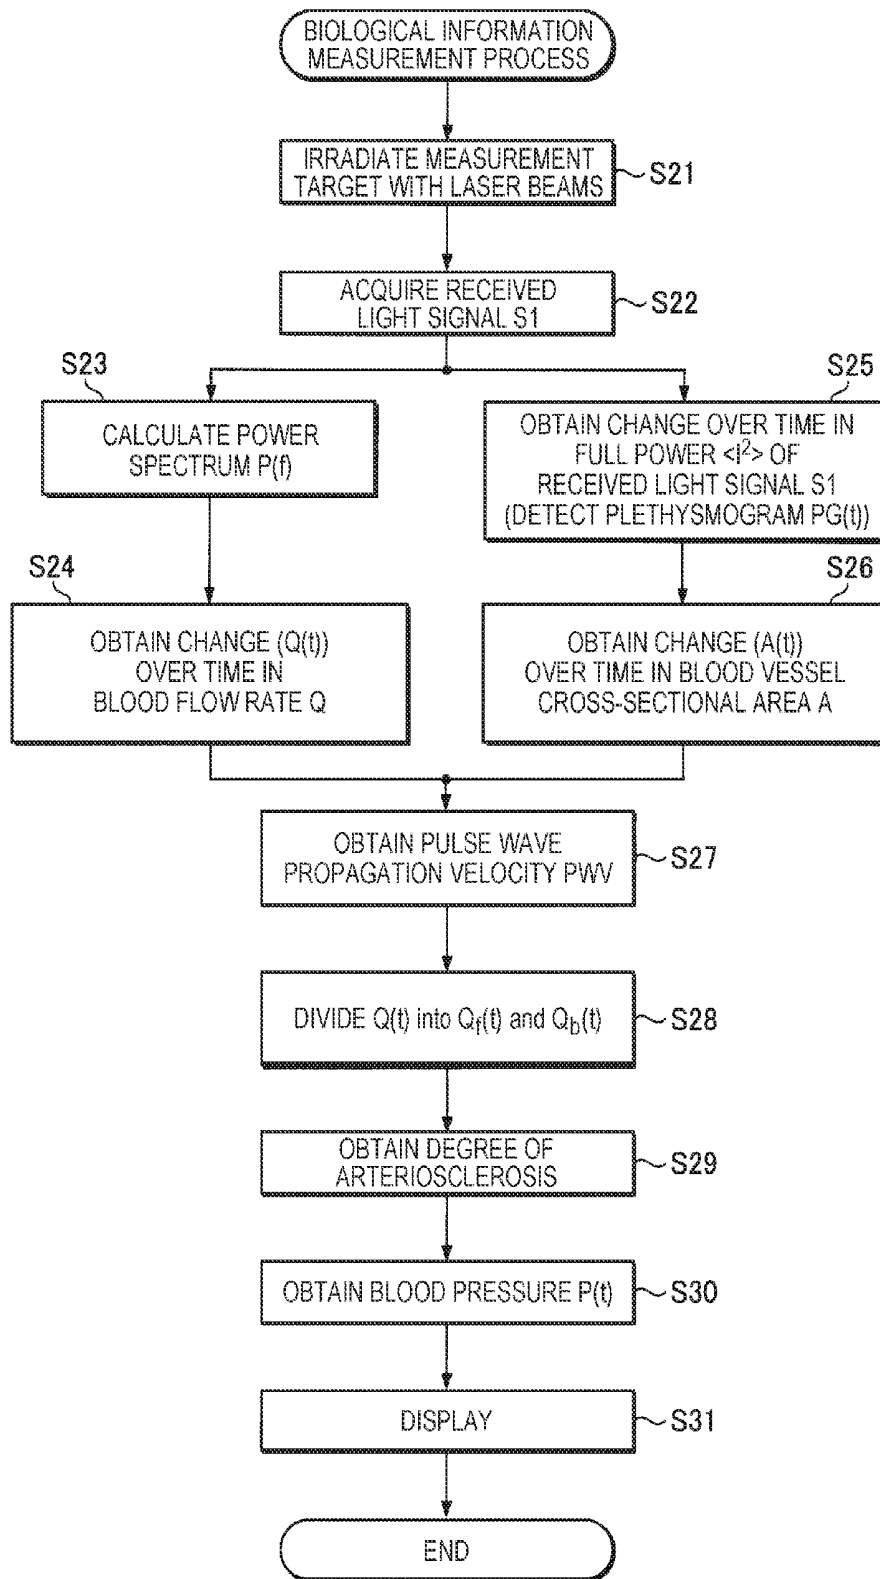 BIOLOGICAL INFORMATION
MEASUREMENT PROCESS
IRRADIATE MEASUREMENT
TARGET WITH LASER BEAMS
S21
ACQUIRE RECEIVED
LIGHT SIGNAL S1
S22
S23
CALCULATE POWER
SPECTRUM P(f)
S25
OBTAIN CHANGE OVER TIME IN
FULL POWER <I²> OF
RECEIVED LIGHT SIGNAL S1
(DETECT PLETHYSMOGRAM PG(t))
S24
OBTAIN CHANGE (Q(t))
OVER TIME IN
BLOOD FLOW RATE Q
S26
OBTAIN CHANGE (A(t))
OVER TIME IN BLOOD VESSEL
CROSS-SECTIONAL AREA A
OBTAIN PULSE WAVE
PROPAGATION VELOCITY PWV
S27
DIVIDE Q(t) into Qf(t) and Qb(t)
S28
OBTAIN DEGREE OF
ARTERIOSCLEROSIS
S29
OBTAIN BLOOD PRESSURE P(t)
S30
DISPLAY
S31
END